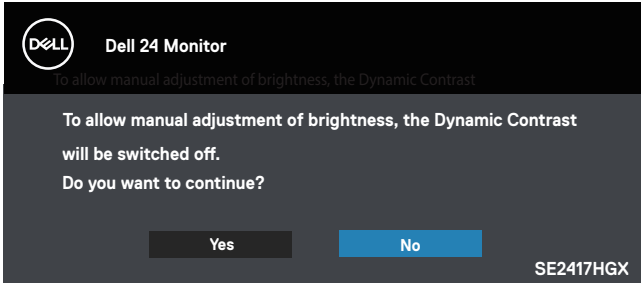 DELL
Dell 24 Monitor
To allow manual adjustment of brightness, the Dynamic Contrast
To allow manual adjustment of brightness, the Dynamic Contrast
will be switched off.
Do you want to continue?
Yes
No
SE2417HGX